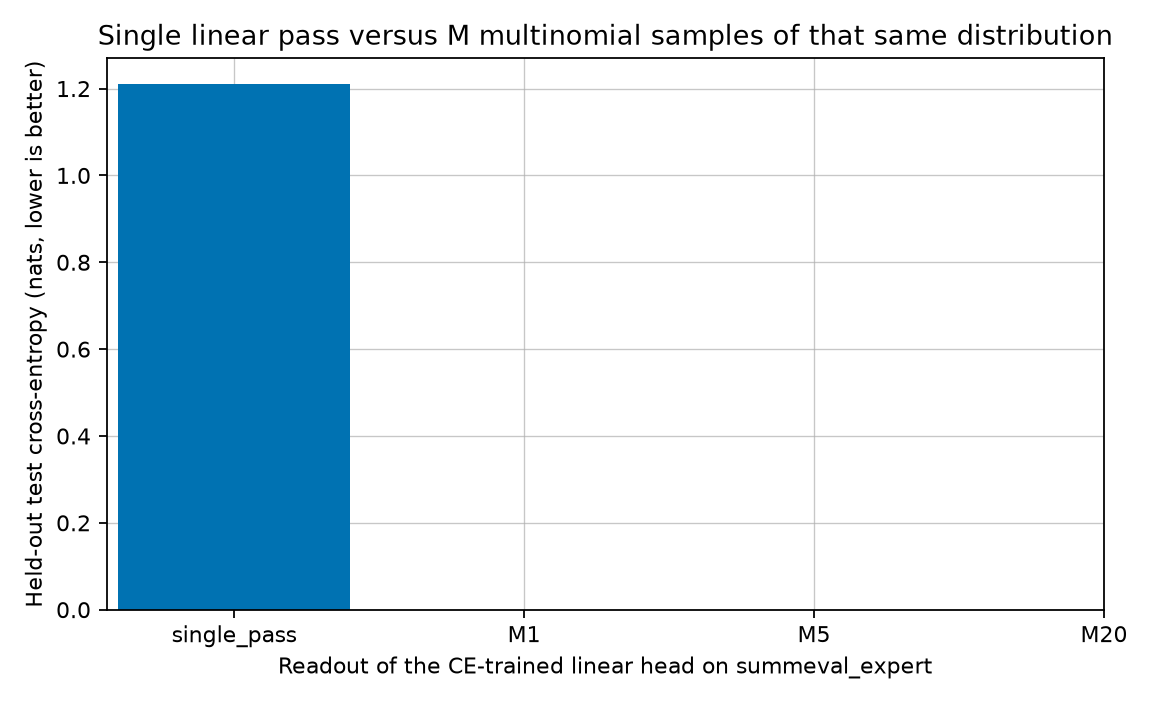 Single linear pass versus M multinomial samples of that same distribution
Held-out test cross-entropy (nats, lower is better)
1.2
1.0
0.8
0.6
0.4
0.2
0.0
single_pass M1 M5 M20
Readout of the CE-trained linear head on summeval_expert